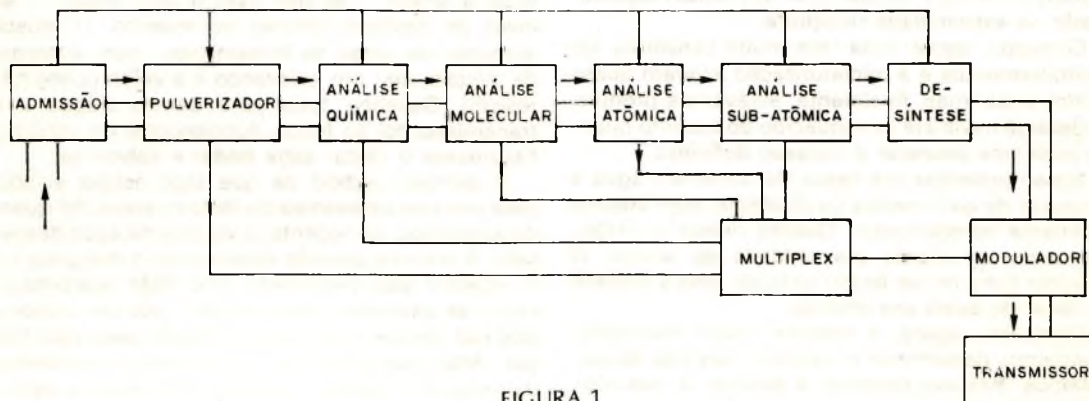 ADMISSÃO
PULVERIZADOR
ANÁLISE
QUÍMICA
ANÁLISE
MOLECULAR
ANÁLISE
ATÔMICA
ANÁLISE
SUB-ATÔMICA
DE-
SÍNTESE
MULTIPLEX
MODULADOR
TRANSMISSOR
FIGURA 1